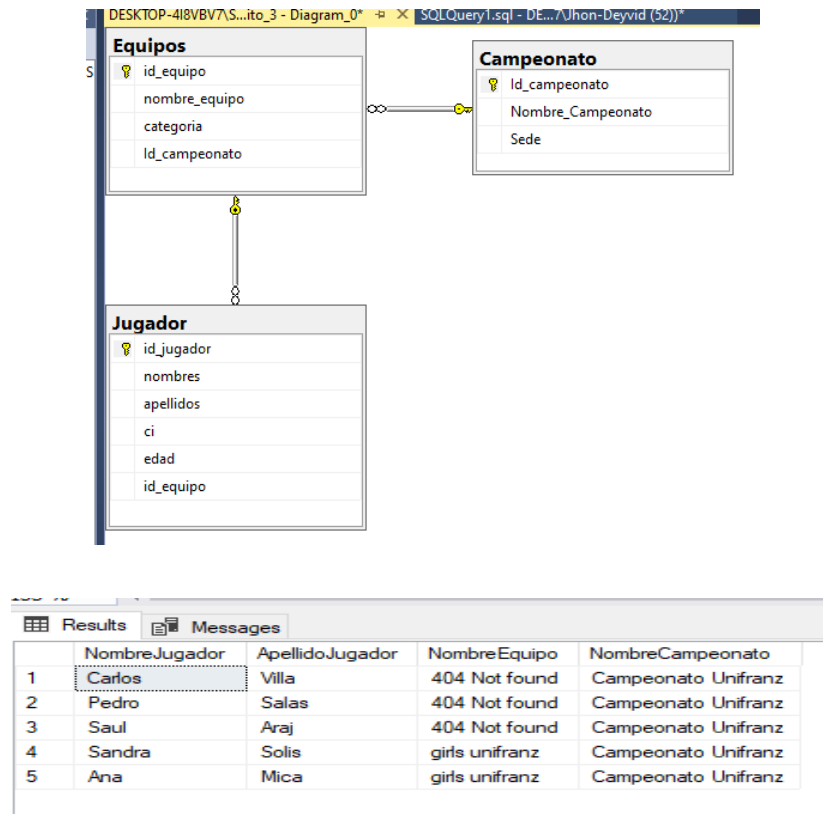 DESKTOP-4I8VBV7\S...ito_3 - Diagram_0* SQLQuery1.sql - DE...7\Jhon-Deyvid (52))*
Equipos
id_equipo
nombre_equipo
categoria
Id_campeonato
Campeonato
Id_campeonato
Nombre_Campeonato
Sede
Jugador
id_jugador
nombres
apellidos
ci
edad
id_equipo
Results Messages
NombreJugador ApellidoJugador NombreEquipo NombreCampeonato
1 Carlos Villa 404 Not found Campeonato Unifranz
2 Pedro Salas 404 Not found Campeonato Unifranz
3 Saul Araj 404 Not found Campeonato Unifranz
4 Sandra Solis girls unifranz Campeonato Unifranz
5 Ana Mica girls unifranz Campeonato Unifranz